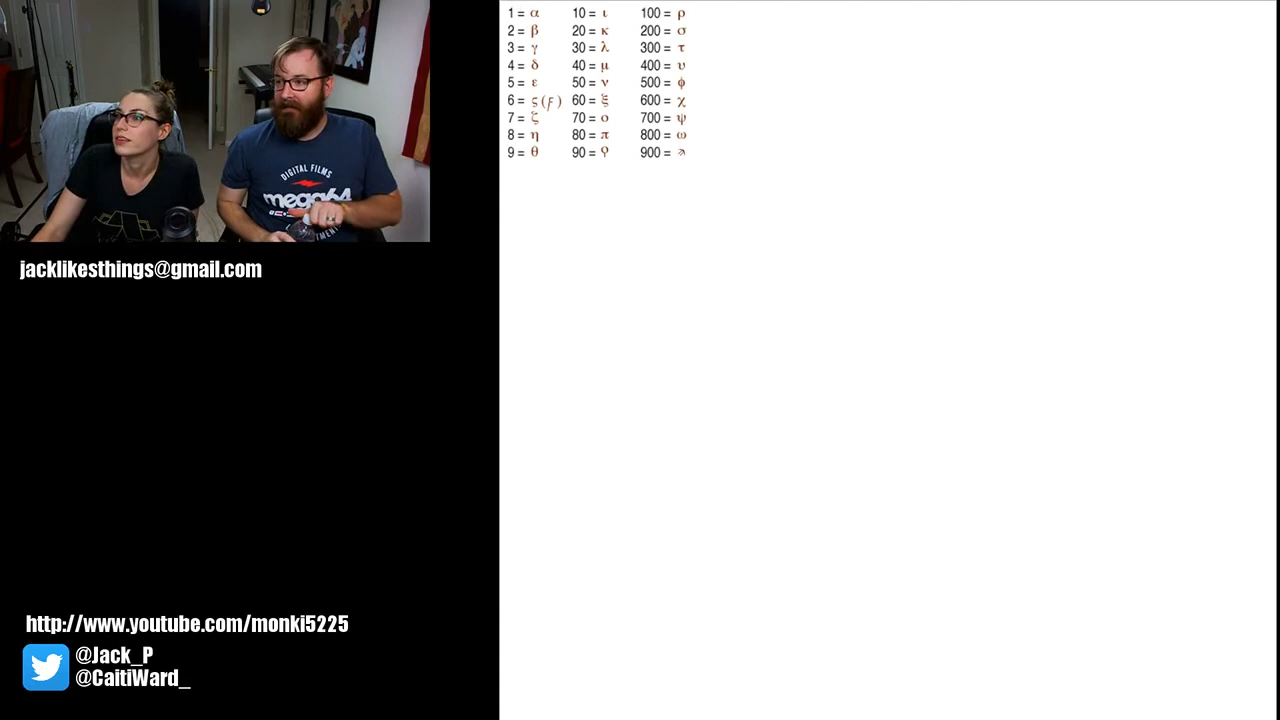 DIGITAL FILMS
mega64
jacklikesthings@gmail.com
http://www.youtube.com/monki5225
@Jack_P
@CaitiWard_
1 = α 10 = ι 100 = ρ
2 = β 20 = κ 200 = σ
3 = γ 30 = λ 300 = τ
4 = δ 40 = μ 400 = υ
5 = ε 50 = ν 500 = φ
6 = ς (ϝ) 60 = ξ 600 = χ
7 = ζ 70 = ο 700 = ψ
8 = η 80 = π 800 = ω
9 = θ 90 = ϙ 900 = ϡ